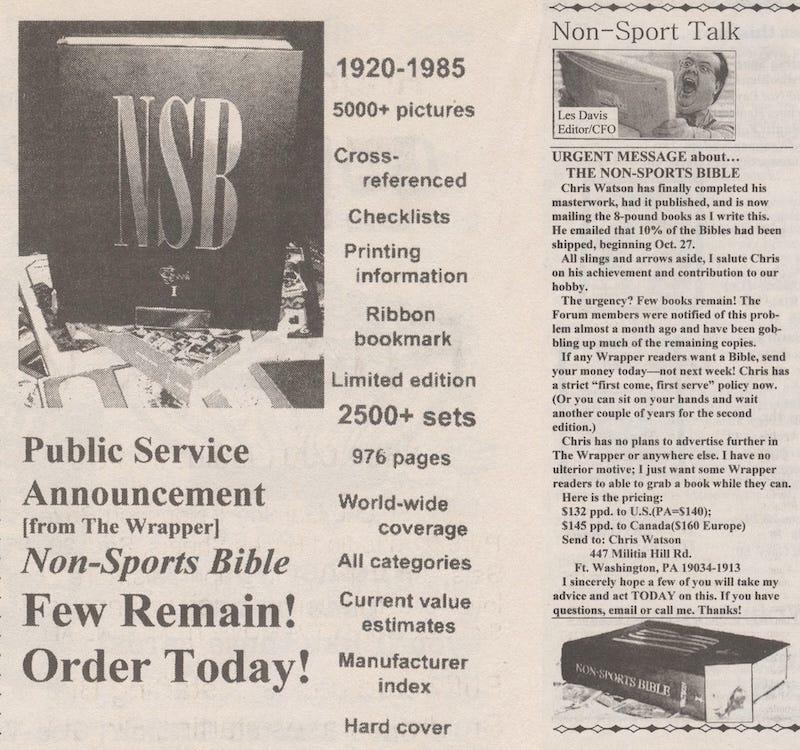 NSB
I
Public Service
Announcement
[from The Wrapper]
Non-Sports Bible
Few Remain!
Order Today!
1920-1985
5000+ pictures
Cross-
referenced
Checklists
Printing
information
Ribbon
bookmark
Limited edition
2500+ sets
976 pages
World-wide
coverage
All categories
Current value
estimates
Manufacturer
index
Hard cover
Non-Sport Talk
Les Davis
Editor/CFO
URGENT MESSAGE about…
THE NON-SPORTS BIBLE
Chris Watson has finally completed his
masterwork, had it published, and is now
mailing the 8-pound books as I write this.
He emailed that 10% of the Bibles had been
shipped, beginning Oct. 27.
All slings and arrows aside, I salute Chris
on his achievement and contribution to our
hobby.
The urgency? Few books remain! The
Forum members were notified of this prob-
lem almost a month ago and have been gob-
bling up much of the remaining copies.
If any Wrapper readers want a Bible, send
your money today—not next week! Chris has
a strict “first come, first serve” policy now.
(Or you can sit on your hands and wait
another couple of years for the second
edition.)
Chris has no plans to advertise further in
The Wrapper or anywhere else. I have no
ulterior motive; I just want some Wrapper
readers to able to grab a book while they can.
Here is the pricing:
$132 ppd. to U.S.(PA=$140);
$145 ppd. to Canada($160 Europe)
Send to: Chris Watson
447 Militia Hill Rd.
Ft. Washington, PA 19034-1913
I sincerely hope a few of you will take my
advice and act TODAY on this. If you have
questions, email or call me. Thanks!
NON-SPORTS BIBLE